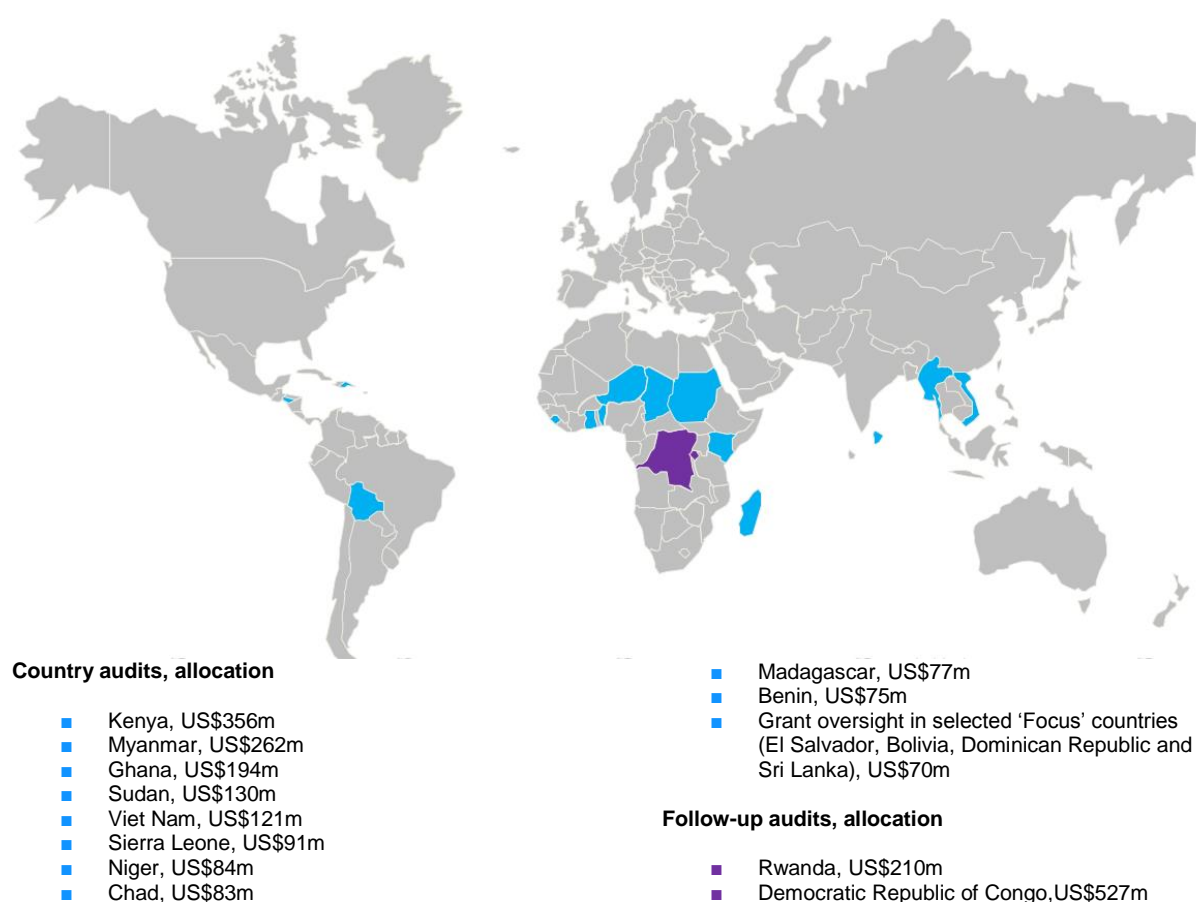 Country audits, allocation
■ Kenya, US$356m
■ Myanmar, US$262m
■ Ghana, US$194m
■ Sudan, US$130m
■ Viet Nam, US$121m
■ Sierra Leone, US$91m
■ Niger, US$84m
■ Chad, US$83m
■ Madagascar, US$77m
■ Benin, US$75m
■ Grant oversight in selected ‘Focus’ countries
(El Salvador, Bolivia, Dominican Republic and
Sri Lanka), US$70m
Follow-up audits, allocation
■ Rwanda, US$210m
■ Democratic Republic of Congo,US$527m